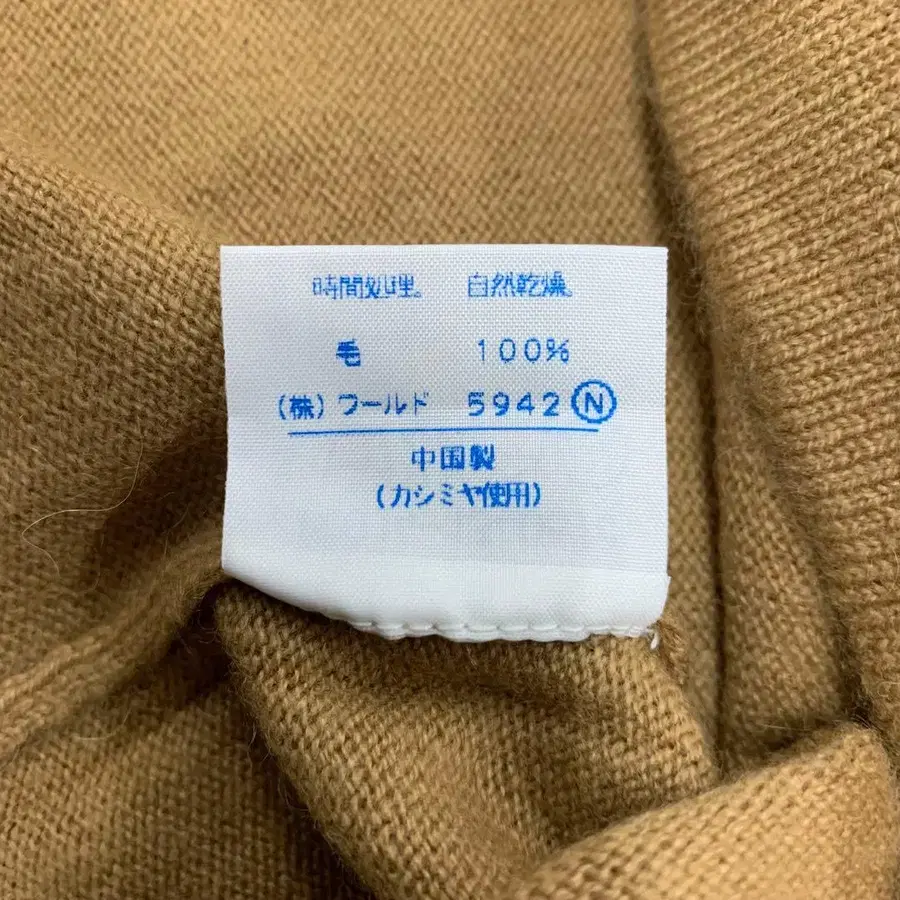 時間処理。 自然乾燥。
毛 100%
(株)ワールド 5942 Ⓝ
中国製
(カシミヤ使用)